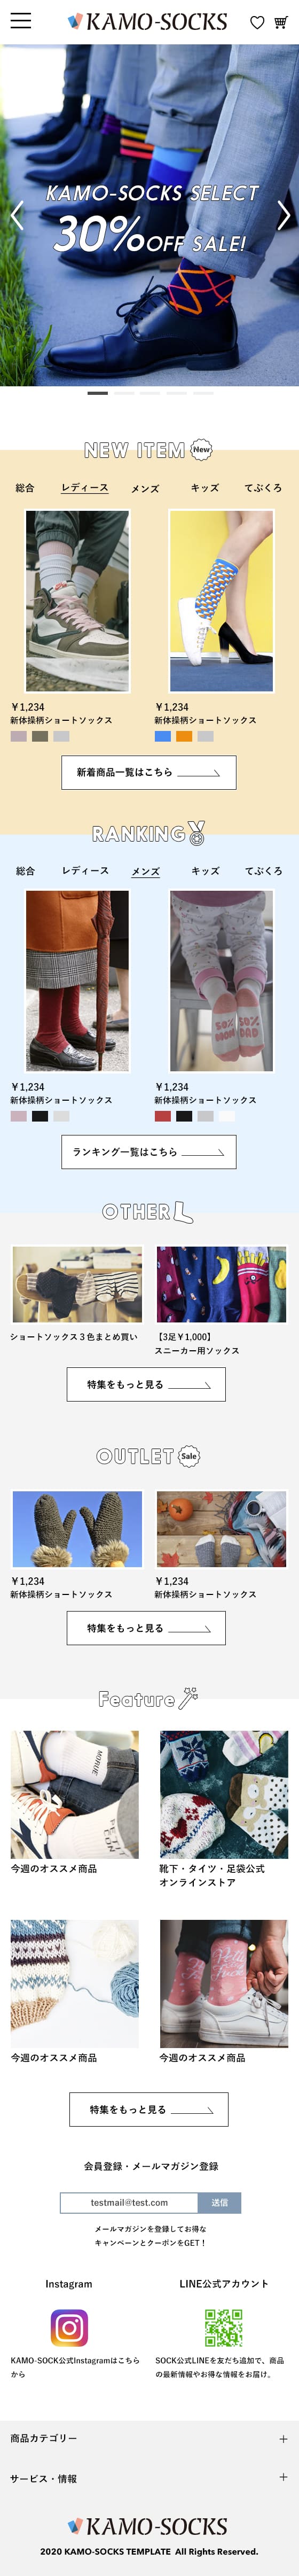 KAMO-SOCKS
KAMO-SOCKS SELECT
30%OFF SALE!
NEW ITEM New
総合 レディース メンズ キッズ てぶくろ
¥1,234 ¥1,234
新体操柄ショートソックス 新体操柄ショートソックス
新着商品一覧はこちら
RANKING
総合 レディース メンズ キッズ てぶくろ
¥1,234 ¥1,234
新体操柄ショートソックス 新体操柄ショートソックス
ランキング一覧はこちら
OTHER
ショートソックス３色まとめ買い 【3足¥1,000】
スニーカー用ソックス
特集をもっと見る
OUTLET Sale
¥1,234 ¥1,234
新体操柄ショートソックス 新体操柄ショートソックス
特集をもっと見る
Feature
今週のオススメ商品 靴下・タイツ・足袋公式
オンラインストア
今週のオススメ商品 今週のオススメ商品
特集をもっと見る
会員登録・メールマガジン登録
testmail@test.com 送信
メールマガジンを登録してお得な
キャンペーンとクーポンをGET！
Instagram LINE公式アカウント
KAMO-SOCK公式Instagramはこちら
から
SOCK公式LINEを友だち追加で、商品
の最新情報やお得な情報をお届け。
商品カテゴリー
サービス・情報
KAMO-SOCKS
2020 KAMO-SOCKS TEMPLATE All Rights Reserved.